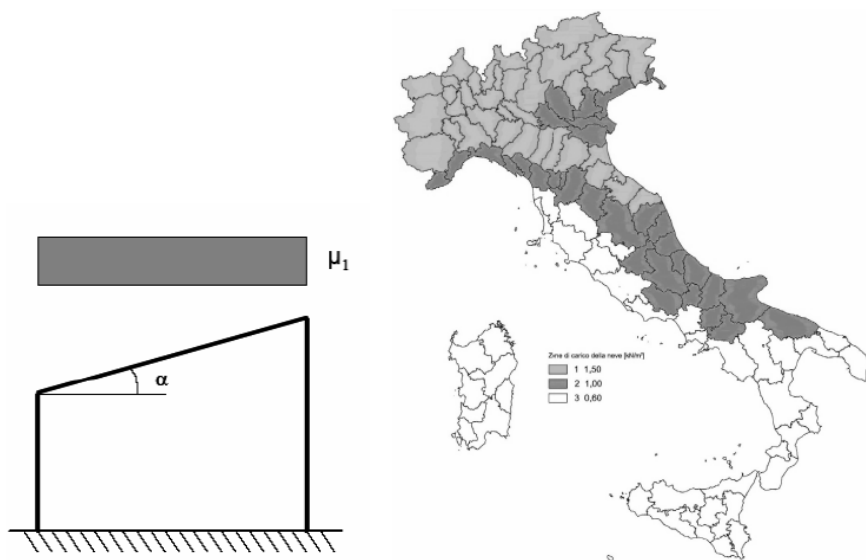 μ1
α
Zone di carico della neve [kN/m²]
1 1,50
2 1,00
3 0,60